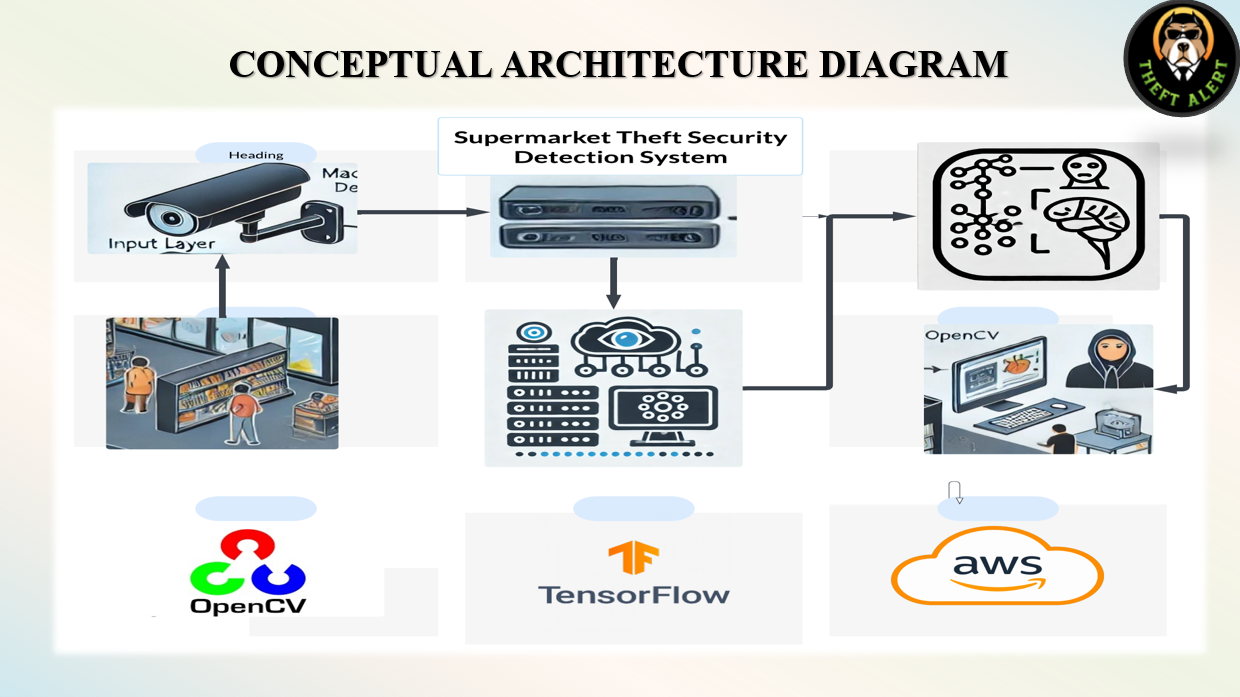 CONCEPTUAL ARCHITECTURE DIAGRAM
THEFT ALERT
Supermarket Theft Security
Detection System
Heading
Mac
De
Input Layer
OpenCV
OpenCV
TensorFlow
aws